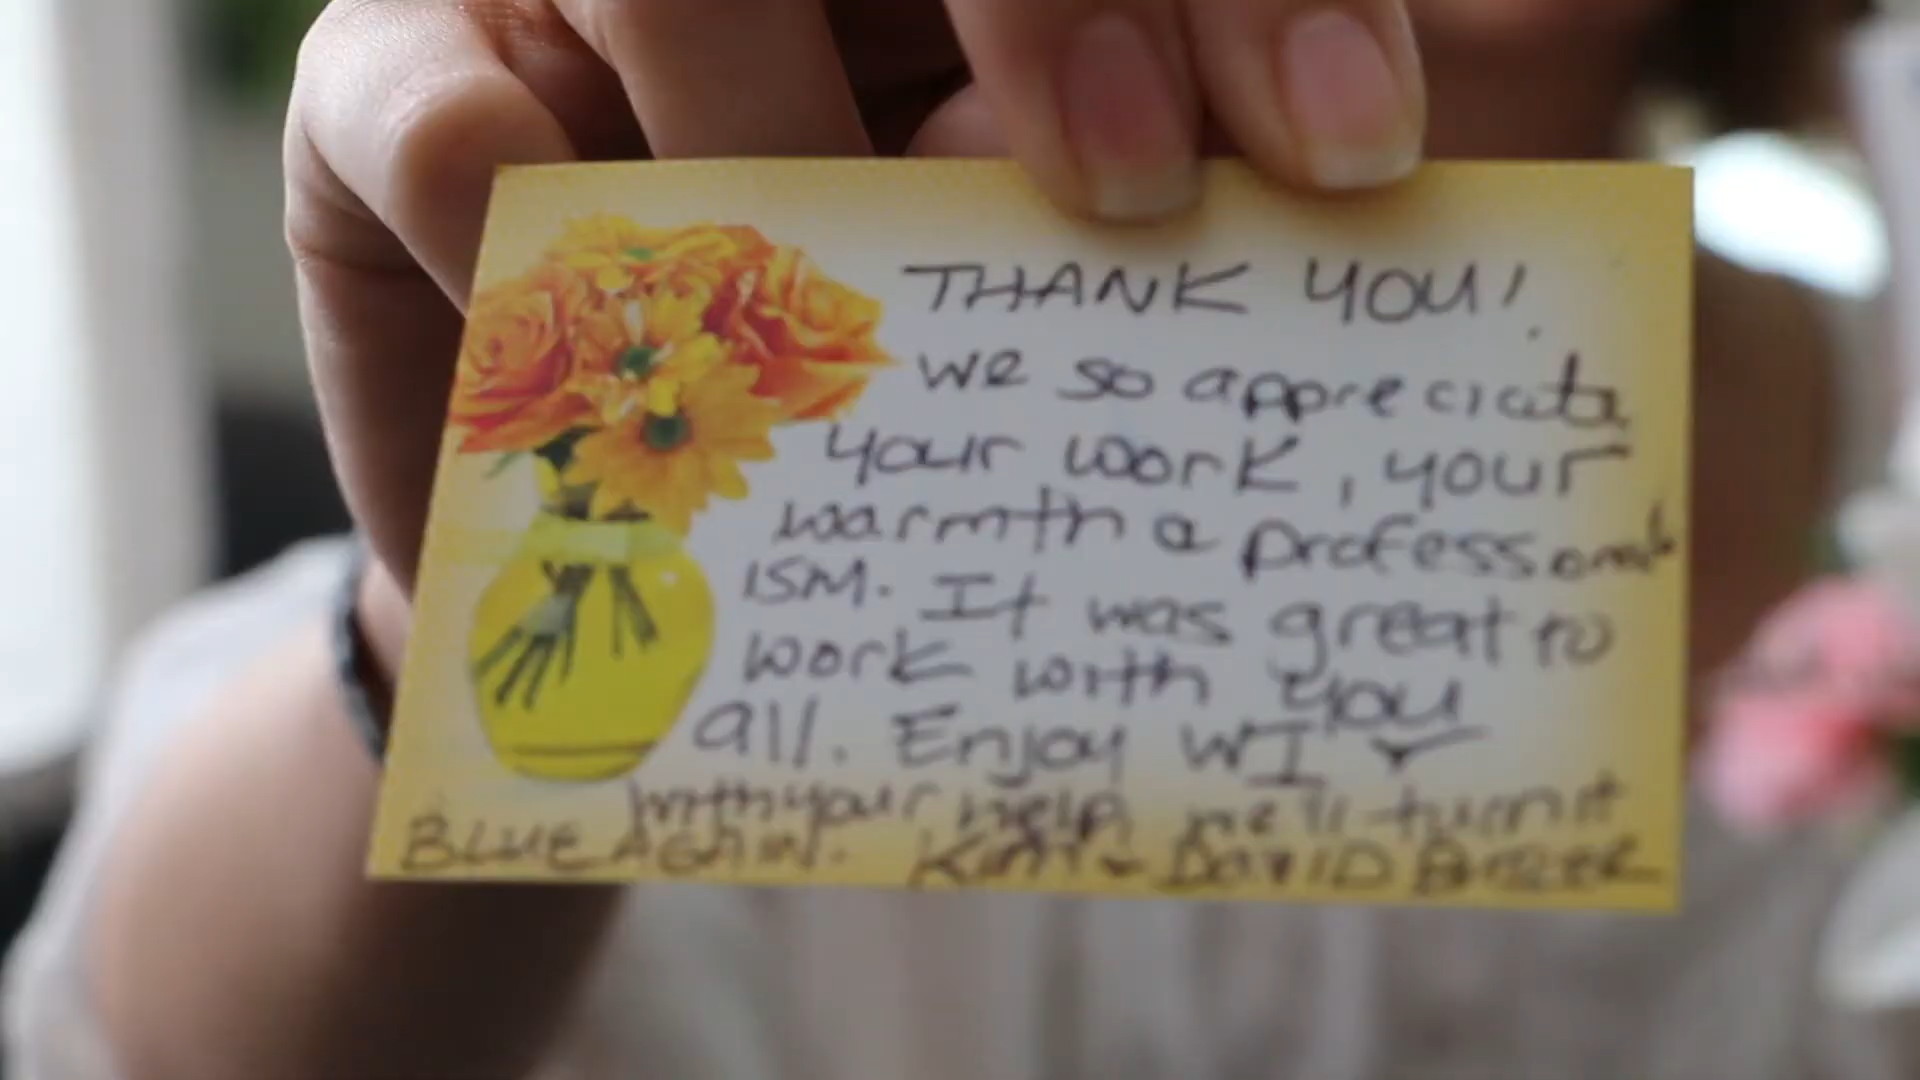 THANK YOU!
we so appreciate
your work, your
warmth & professional
ISM. It was great to
work with you
all. Enjoy WI
with your help we'll turn it
BLUE AGAIN. Kim & DAVID